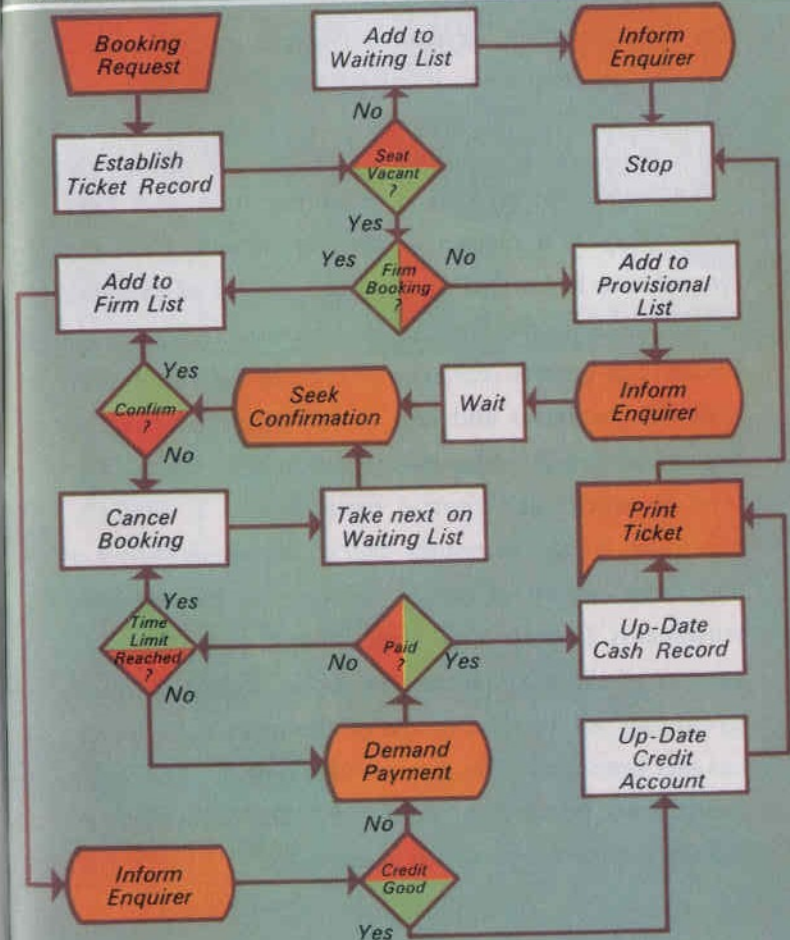 Booking
Request
Add to
Waiting List
Inform
Enquirer
No
Establish
Ticket Record
Seat
Vacant
?
Stop
Yes
Add to
Firm List
Yes
Firm
Booking
?
No
Add to
Provisional
List
Yes
Confirm
?
Seek
Confirmation
Wait
Inform
Enquirer
No
Cancel
Booking
Take next on
Waiting List
Print
Ticket
Yes
Time
Limit
Reached
?
No
Paid
?
Yes
Up-Date
Cash Record
No
Demand
Payment
Up-Date
Credit
Account
No
Inform
Enquirer
Credit
Good
Yes